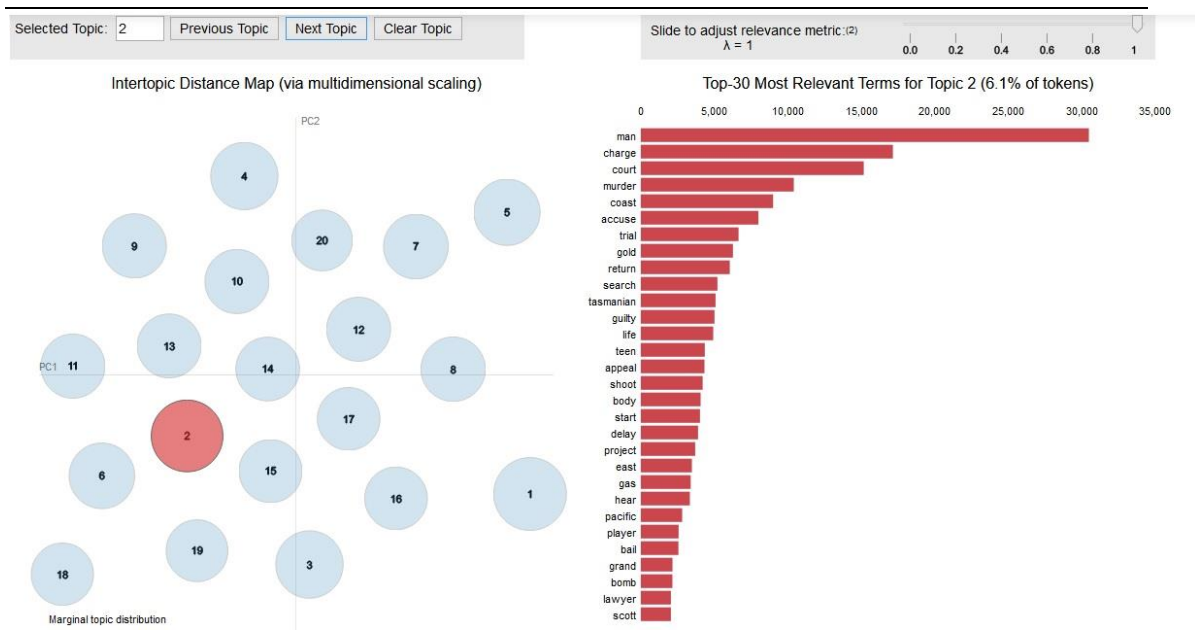 Selected Topic: 2 Previous Topic Next Topic Clear Topic
Slide to adjust relevance metric:(2)
λ = 1
0.0 0.2 0.4 0.6 0.8 1
Intertopic Distance Map (via multidimensional scaling)
PC2
PC1
4
5
9
20
7
10
12
13
11
14
8
17
2
15
6
16
1
19
3
18
Marginal topic distribution
Top-30 Most Relevant Terms for Topic 2 (6.1% of tokens)
0 5,000 10,000 15,000 20,000 25,000 30,000 35,000
man
charge
court
murder
coast
accuse
trial
gold
return
search
tasmanian
guilty
life
teen
appeal
shoot
body
start
delay
project
east
gas
hear
pacific
player
bail
grand
bomb
lawyer
scott